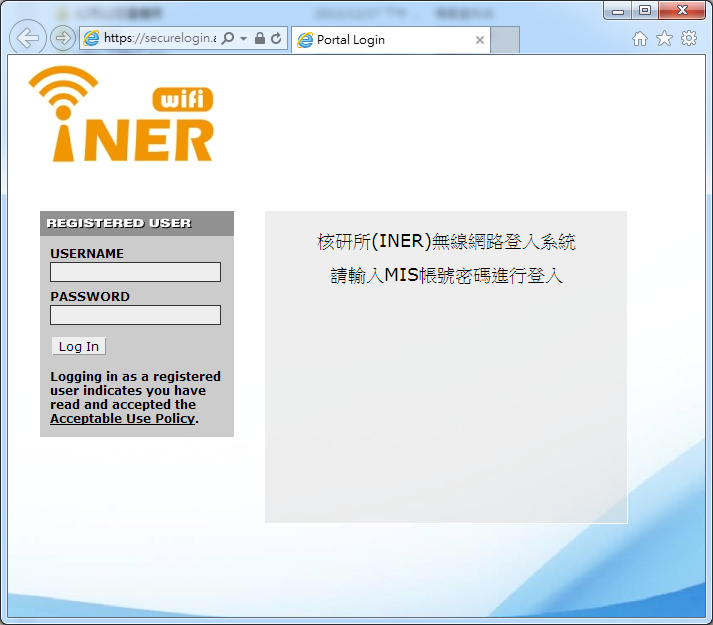 https://securelogin.a
Portal Login
wifi
iNER
REGISTERED USER
USERNAME
PASSWORD
Log In
Logging in as a registered
user indicates you have
read and accepted the
Acceptable Use Policy.
核研所(INER)無線網路登入系統
請輸入MIS帳號密碼進行登入